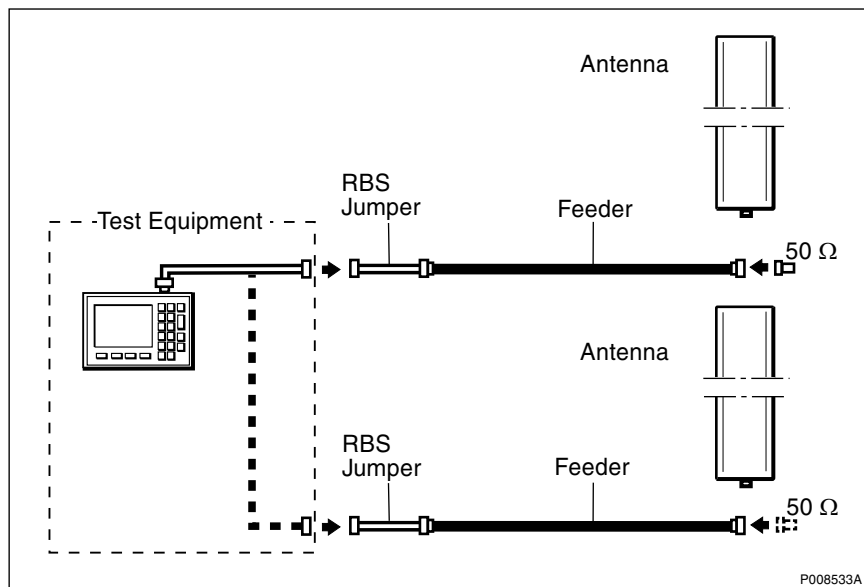 Antenna
RBS
Jumper
Feeder
Test Equipment
50 Ω
Antenna
RBS
Jumper
Feeder
50 Ω
P008533A